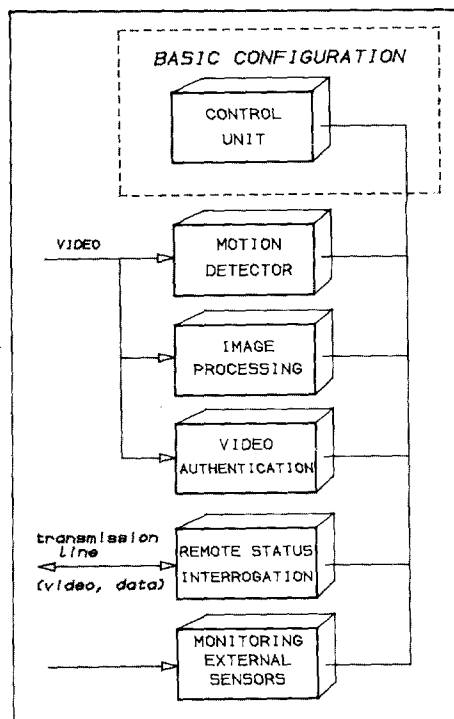 BASIC CONFIGURATION
CONTROL
UNIT
VIDEO
MOTION
DETECTOR
IMAGE
PROCESSING
VIDEO
AUTHENTICATION
transmission
line
(video, data)
REMOTE STATUS
INTERROGATION
MONITORING
EXTERNAL
SENSORS